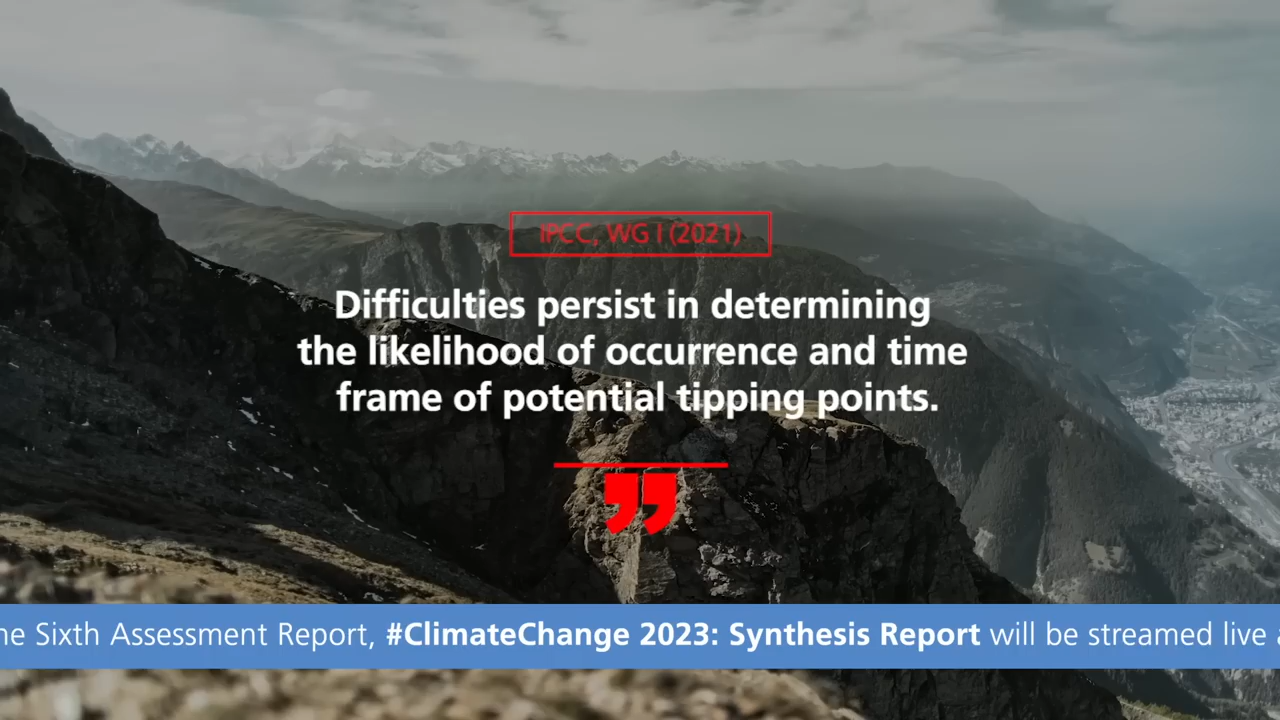 IPCC, WG I (2021)
Difficulties persist in determining
the likelihood of occurrence and time
frame of potential tipping points.
”
he Sixth Assessment Report, #ClimateChange 2023: Synthesis Report will be streamed live a